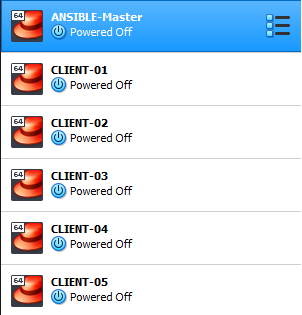 64
ANSIBLE-Master
Powered Off
64
CLIENT-01
Powered Off
64
CLIENT-02
Powered Off
64
CLIENT-03
Powered Off
64
CLIENT-04
Powered Off
64
CLIENT-05
Powered Off